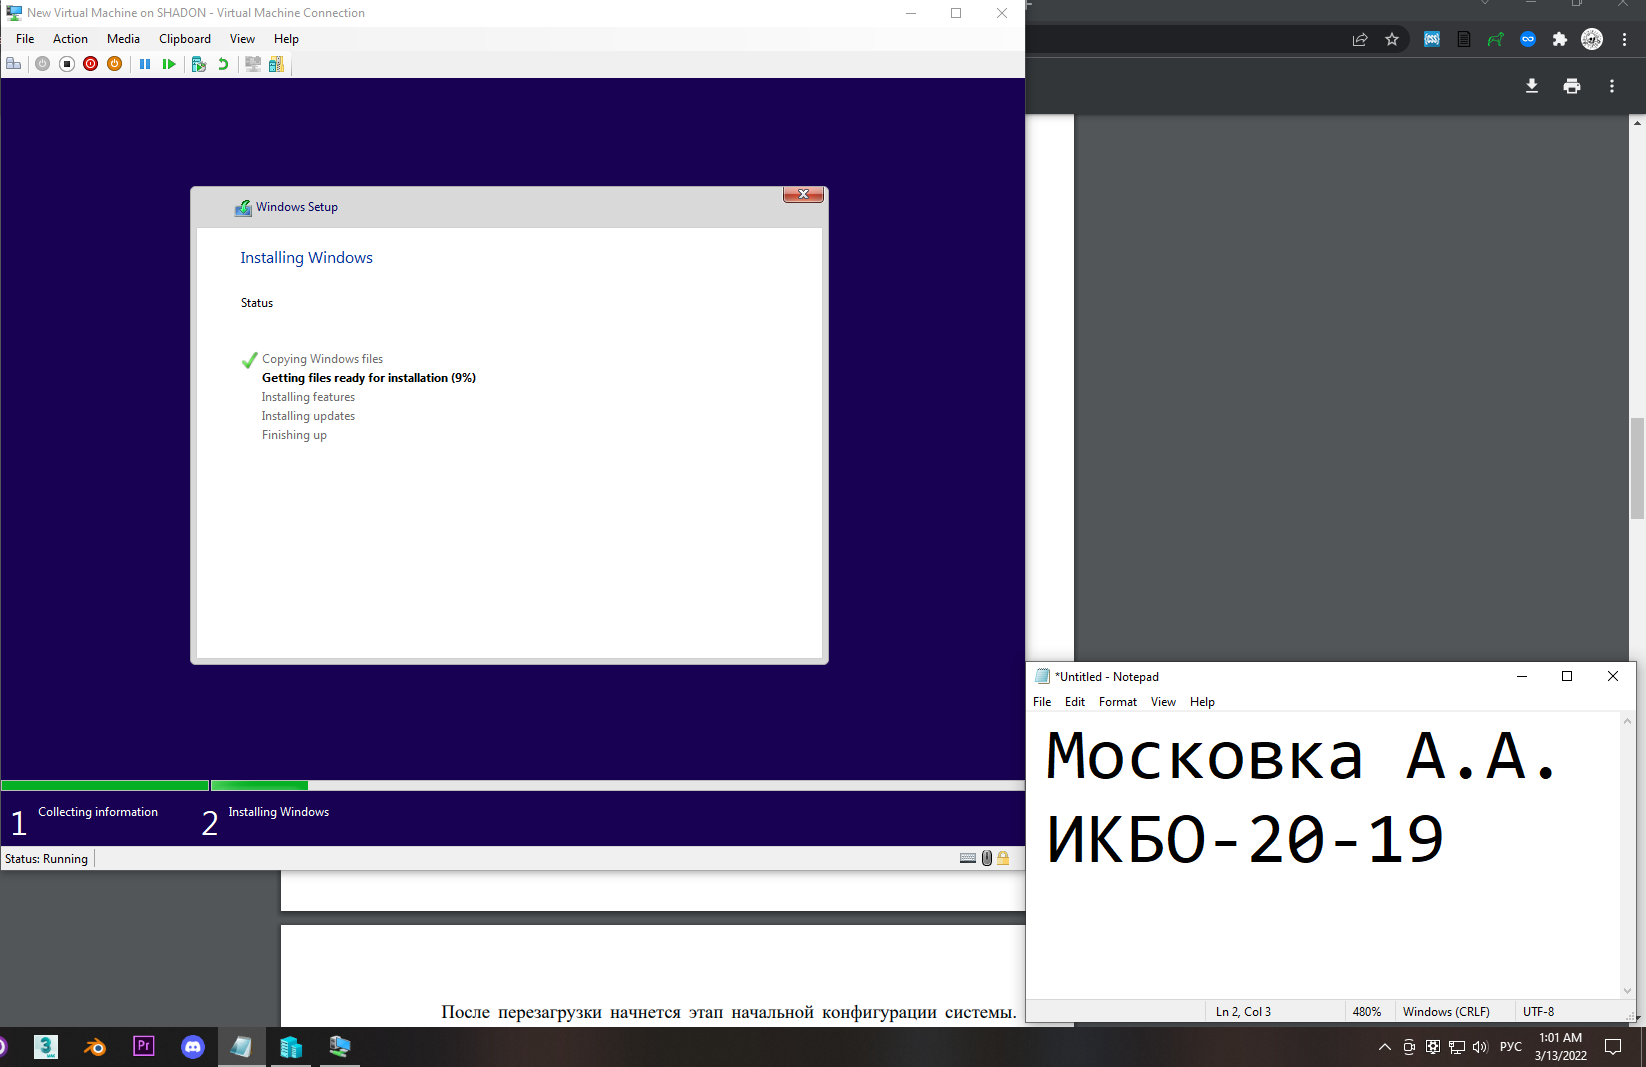 New Virtual Machine on SHADON - Virtual Machine Connection
File Action Media Clipboard View Help
Windows Setup
Installing Windows
Status
Copying Windows files
Getting files ready for installation (9%)
Installing features
Installing updates
Finishing up
1 Collecting information 2 Installing Windows
Status: Running
*Untitled - Notepad
File Edit Format View Help
Московка А.А.
ИКБО-20-19
Ln 2, Col 3 480% Windows (CRLF) UTF-8
После перезагрузки начнется этап начальной конфигурации системы.
3
Pr
РУС
1:01 AM
3/13/2022